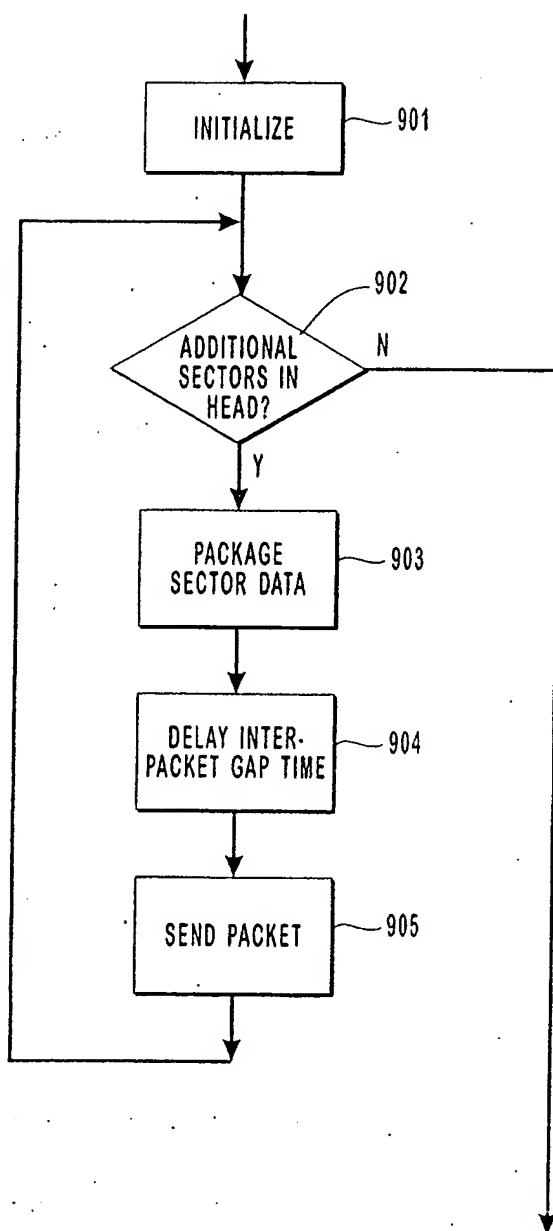 INITIALIZE
901
902
ADDITIONAL
SECTORS IN
HEAD?
N
Y
PACKAGE
SECTOR DATA
903
DELAY INTER-
PACKET GAP TIME
904
SEND PACKET
905